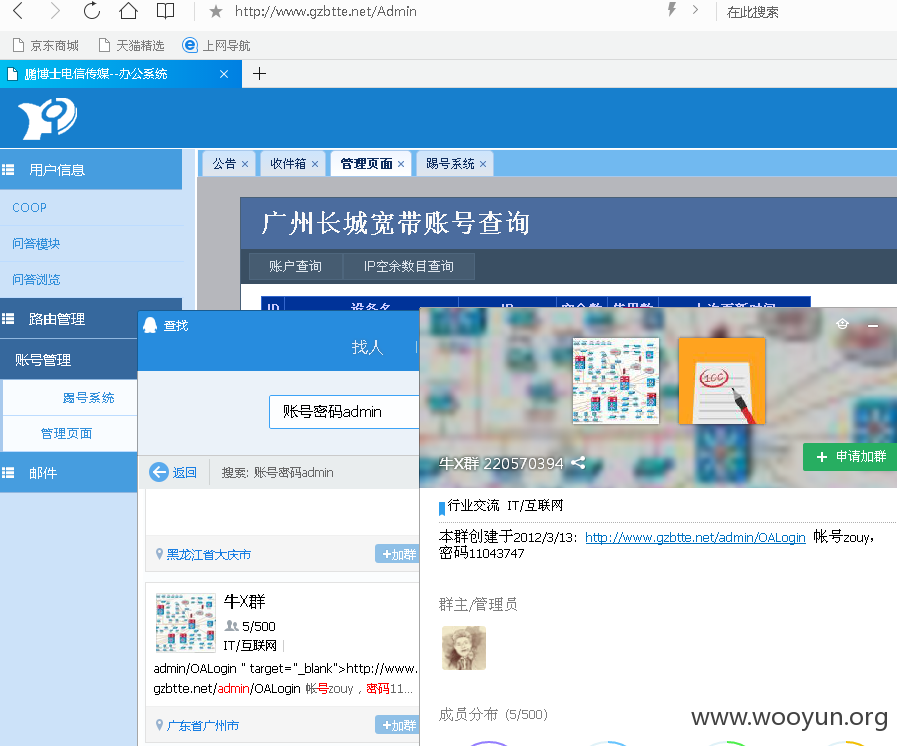 http://www.gzbtte.net/Admin
在此搜索
京东商城
天猫精选
上网导航
鹏博士电信传媒--办公系统
用户信息
公告
收件箱
管理页面
踢号系统
COOP
问答模块
问答浏览
广州长城宽带账号查询
账户查询
IP空余数目查询
路由管理
账号管理
踢号系统
管理页面
邮件
查找
找人
账号密码admin
返回
搜索: 账号密码admin
黑龙江省大庆市
+加群
牛X群
5/500
IT/互联网
admin/OALogin " target="_blank">http://www.
gzbtte.net/admin/OALogin 帐号zouy，密码11...
广东省广州市
+加群
牛X群 220570394
+ 申请加群
行业交流 IT/互联网
本群创建于2012/3/13: http://www.gzbtte.net/admin/OALogin 帐号zouy，
密码11043747
群主/管理员
成员分布 (5/500)
www.wooyun.org